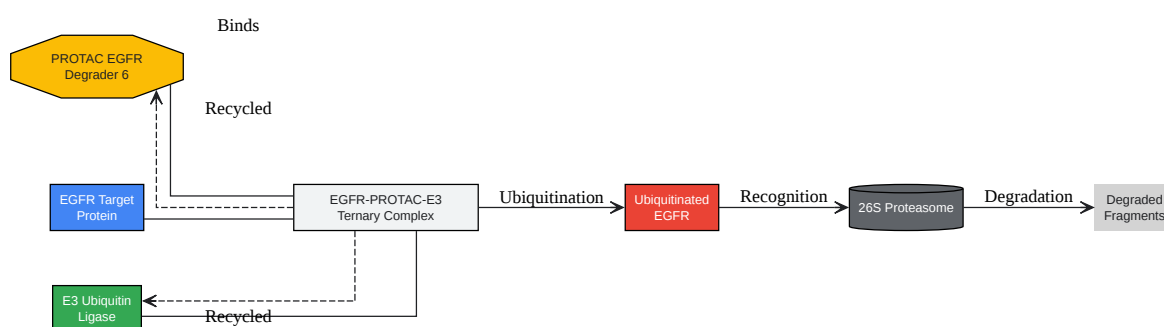 Binds
PROTAC EGFR
Degrader 6
Recycled
EGFR Target
Protein
EGFR-PROTAC-E3
Ternary Complex
Ubiquitination
Ubiquitinated
EGFR
Recognition
26S Proteasome
Degradation
Degraded
Fragments
E3 Ubiquitin
Ligase
Recycled